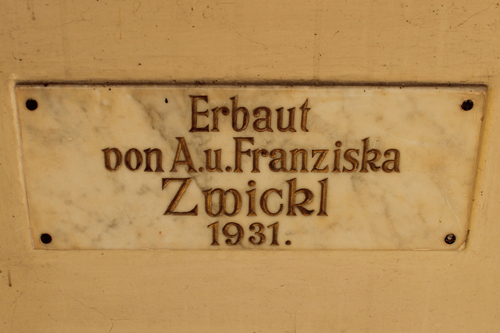 Erbaut
von A.u.Franziska
Zwickl
1931.